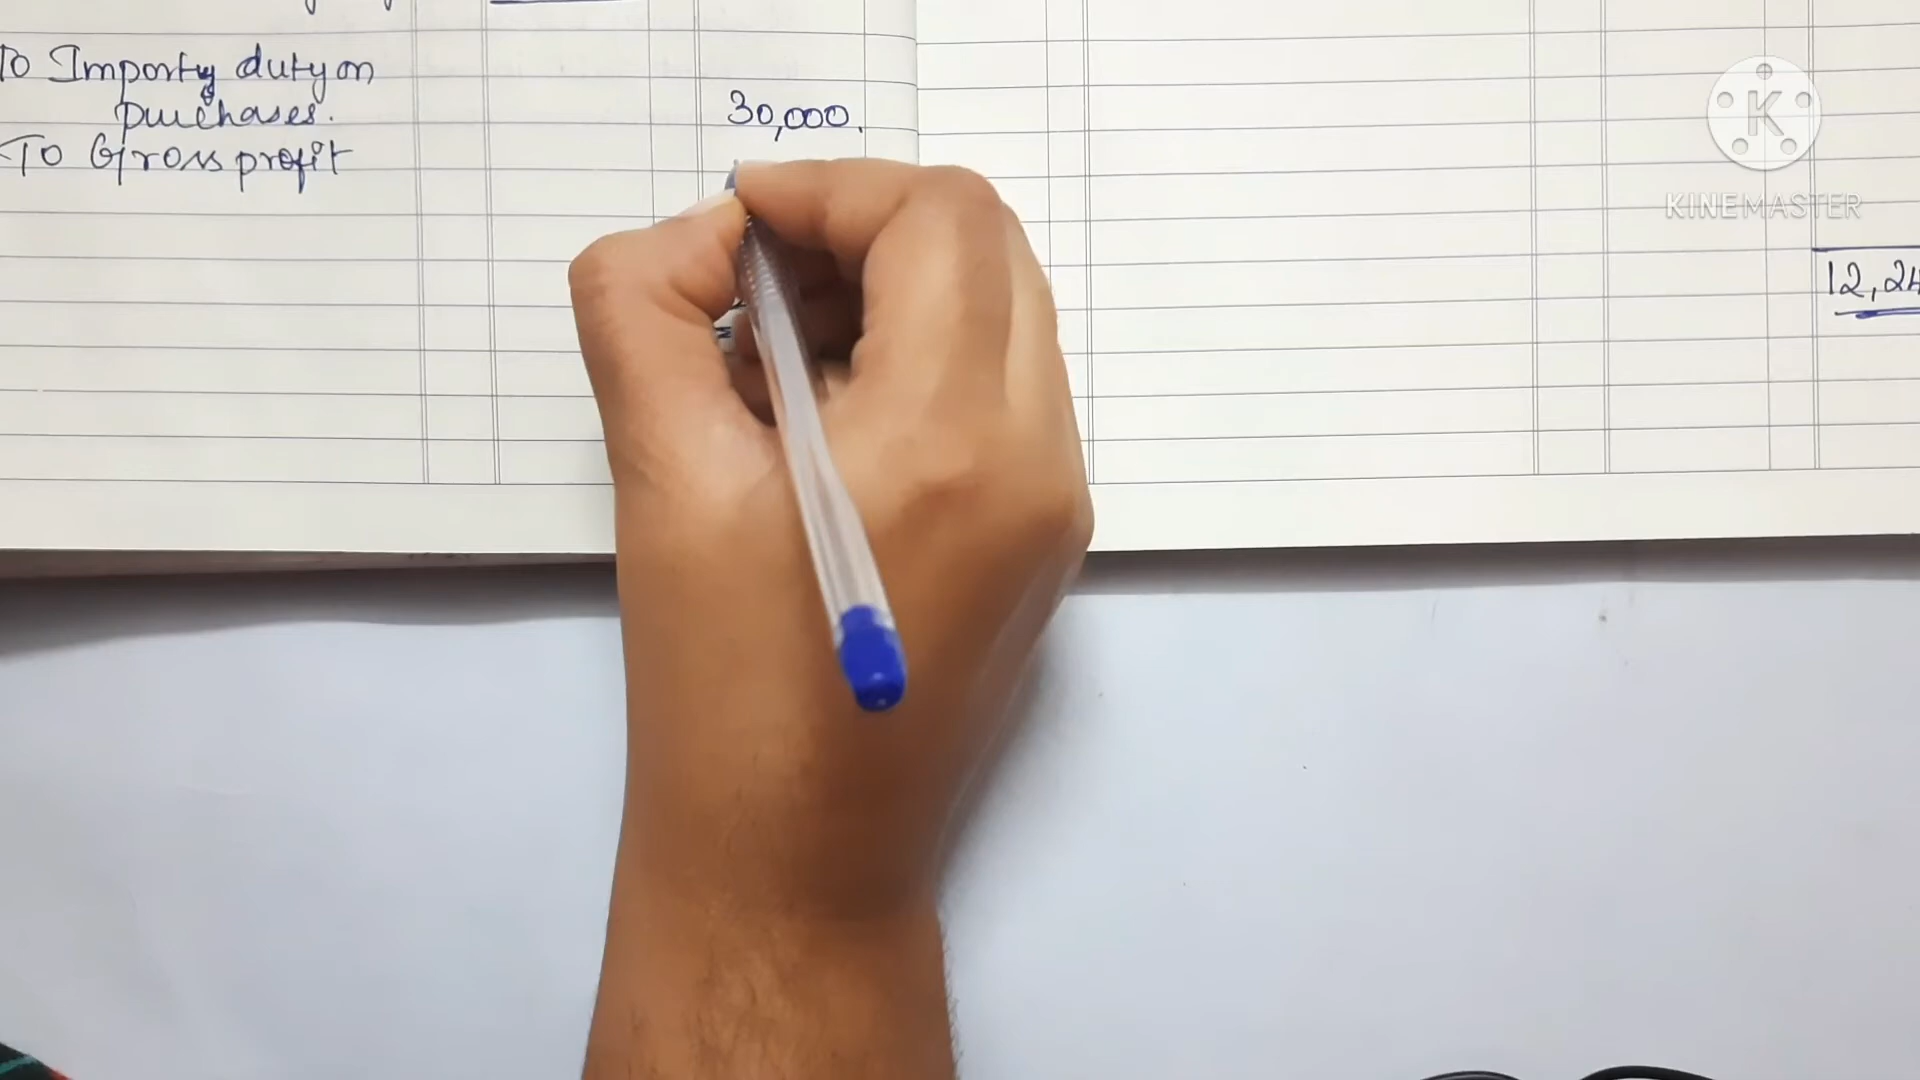 To Importy duty on
purchases.
30,000.
To Gross profit
12,24
K
KINEMASTER